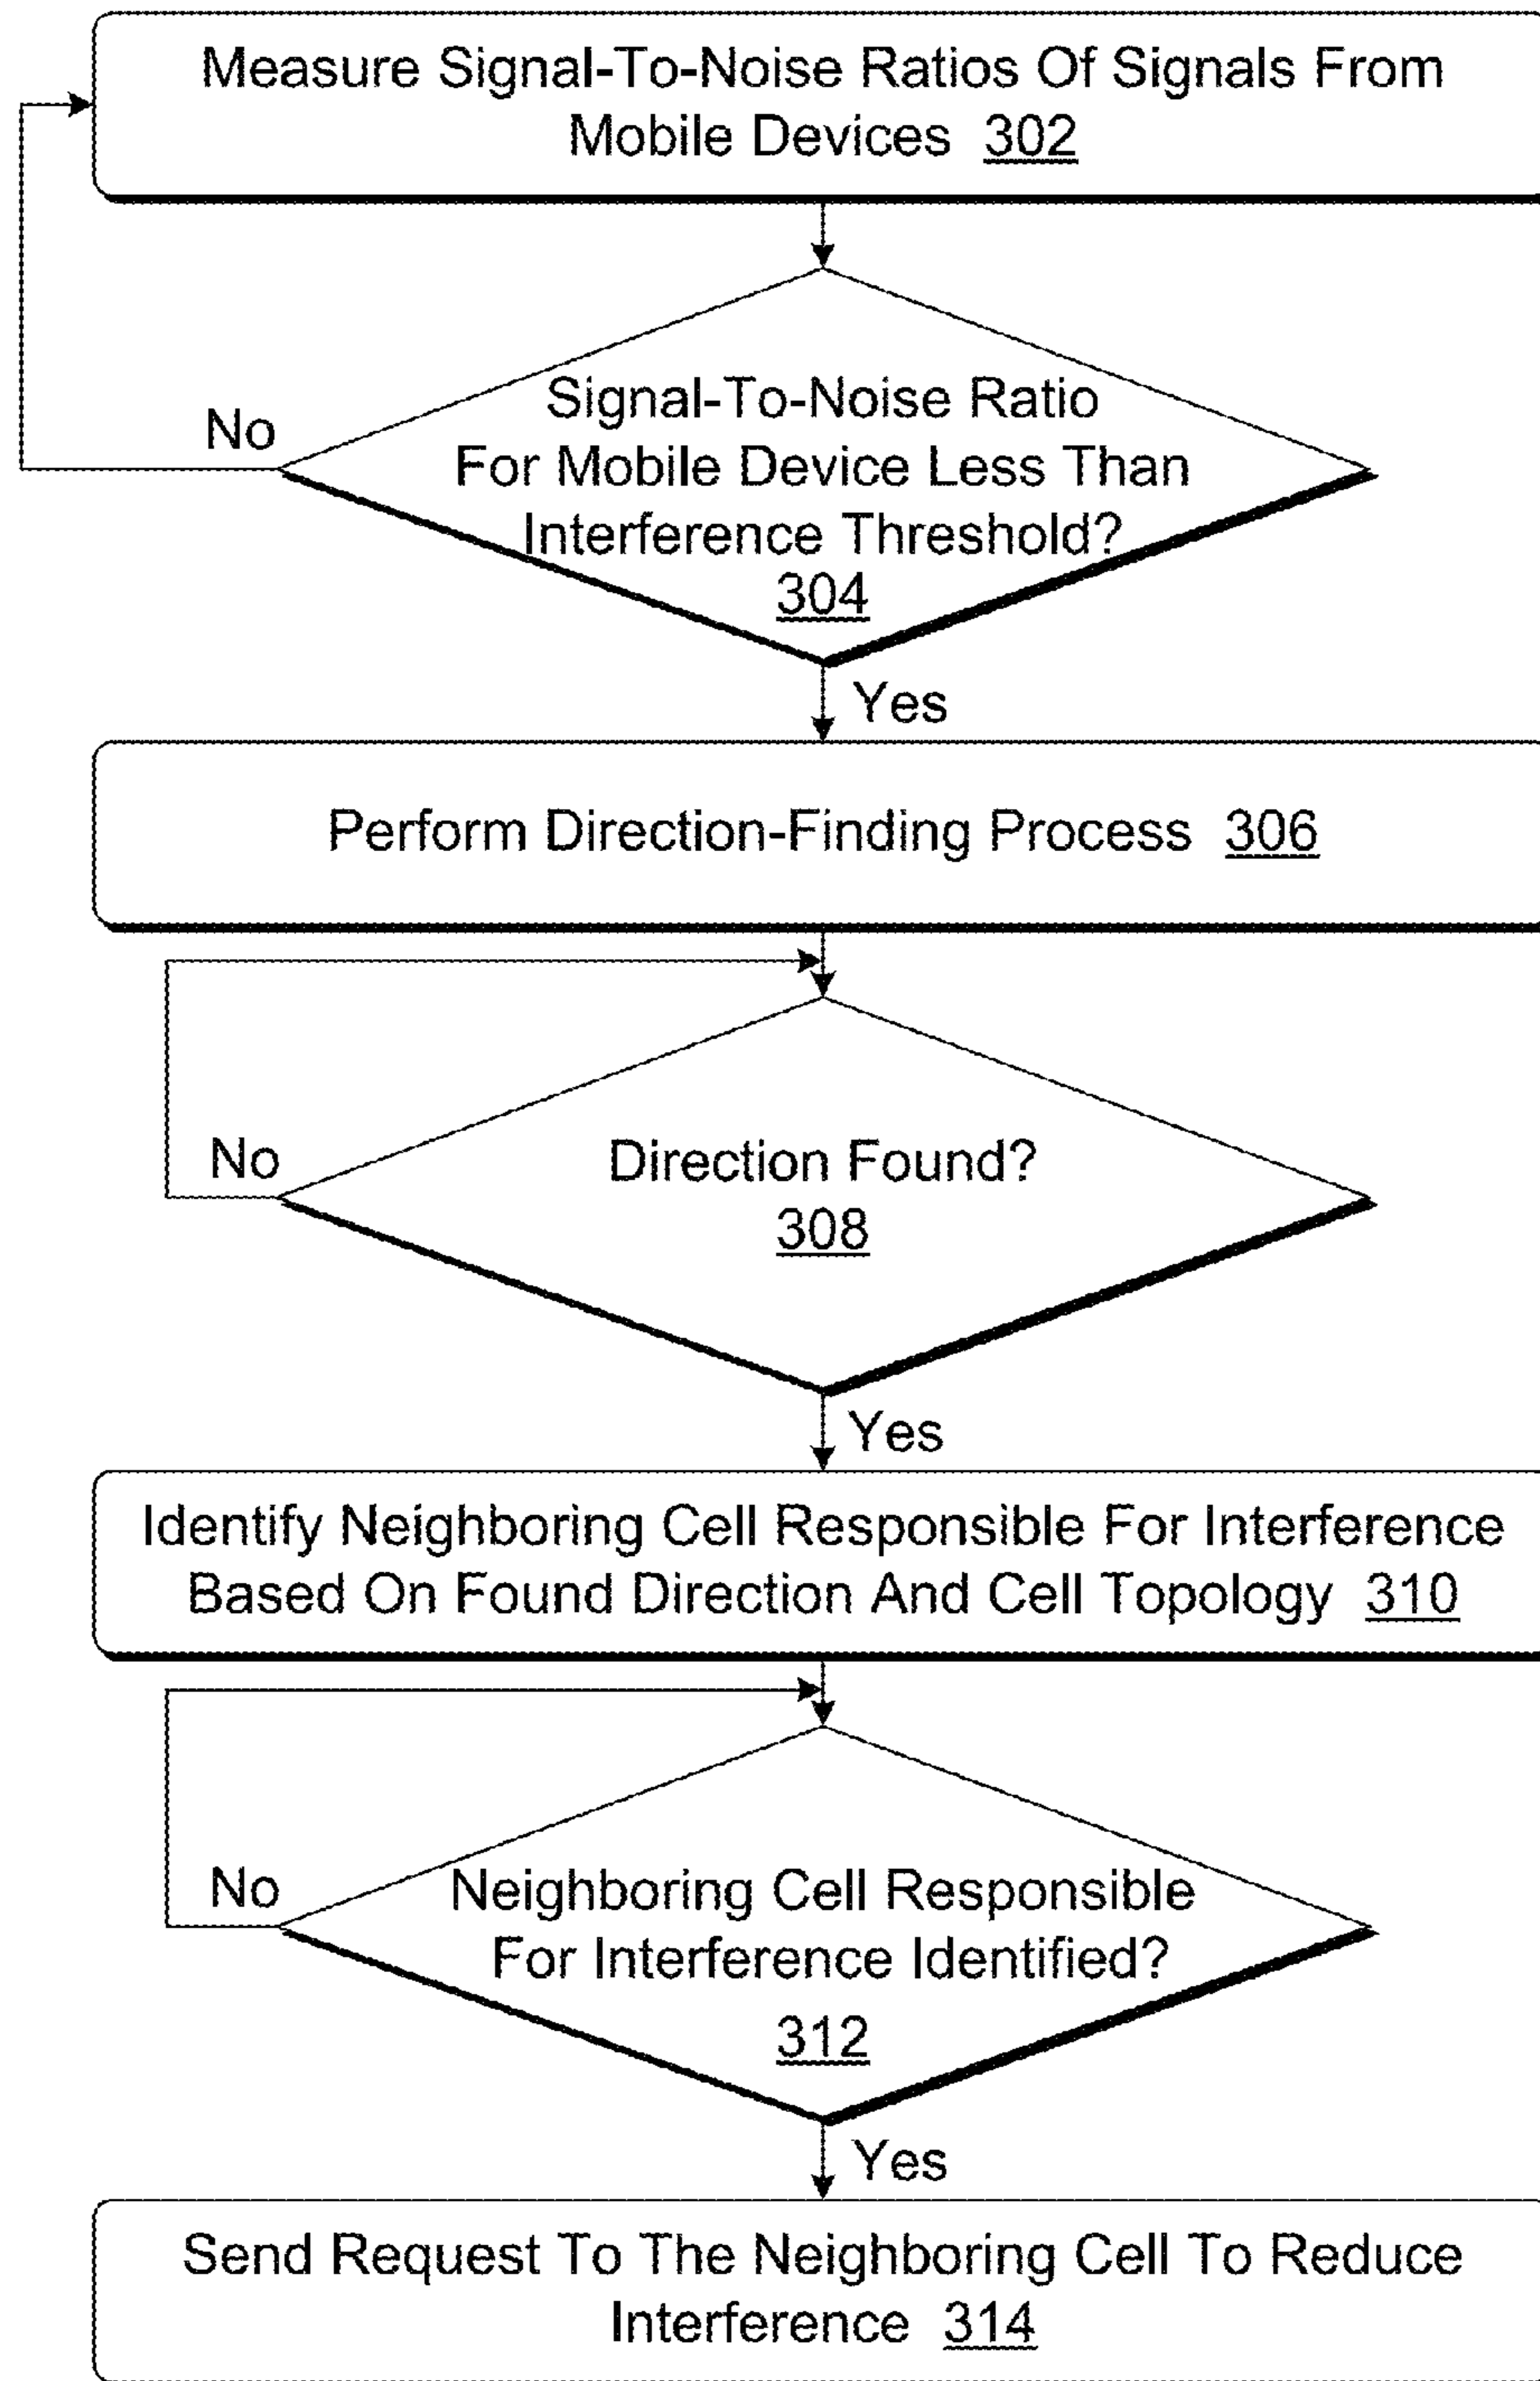 Measure Signal-To-Noise Ratios Of Signals From
Mobile Devices 302
Signal-To-Noise Ratio
No
For Mobile Device Less Than
Interference Threshold?
304
Yes
Perform Direction-Finding Process 306
No
Direction Found?
308
Yes
Identify Neighboring Cell Responsible For Interference
Based On Found Direction And Cell Topology 310
No
Neighboring Cell Responsible
For Interference Identified?
312
Yes
Send Request To The Neighboring Cell To Reduce
Interference 314